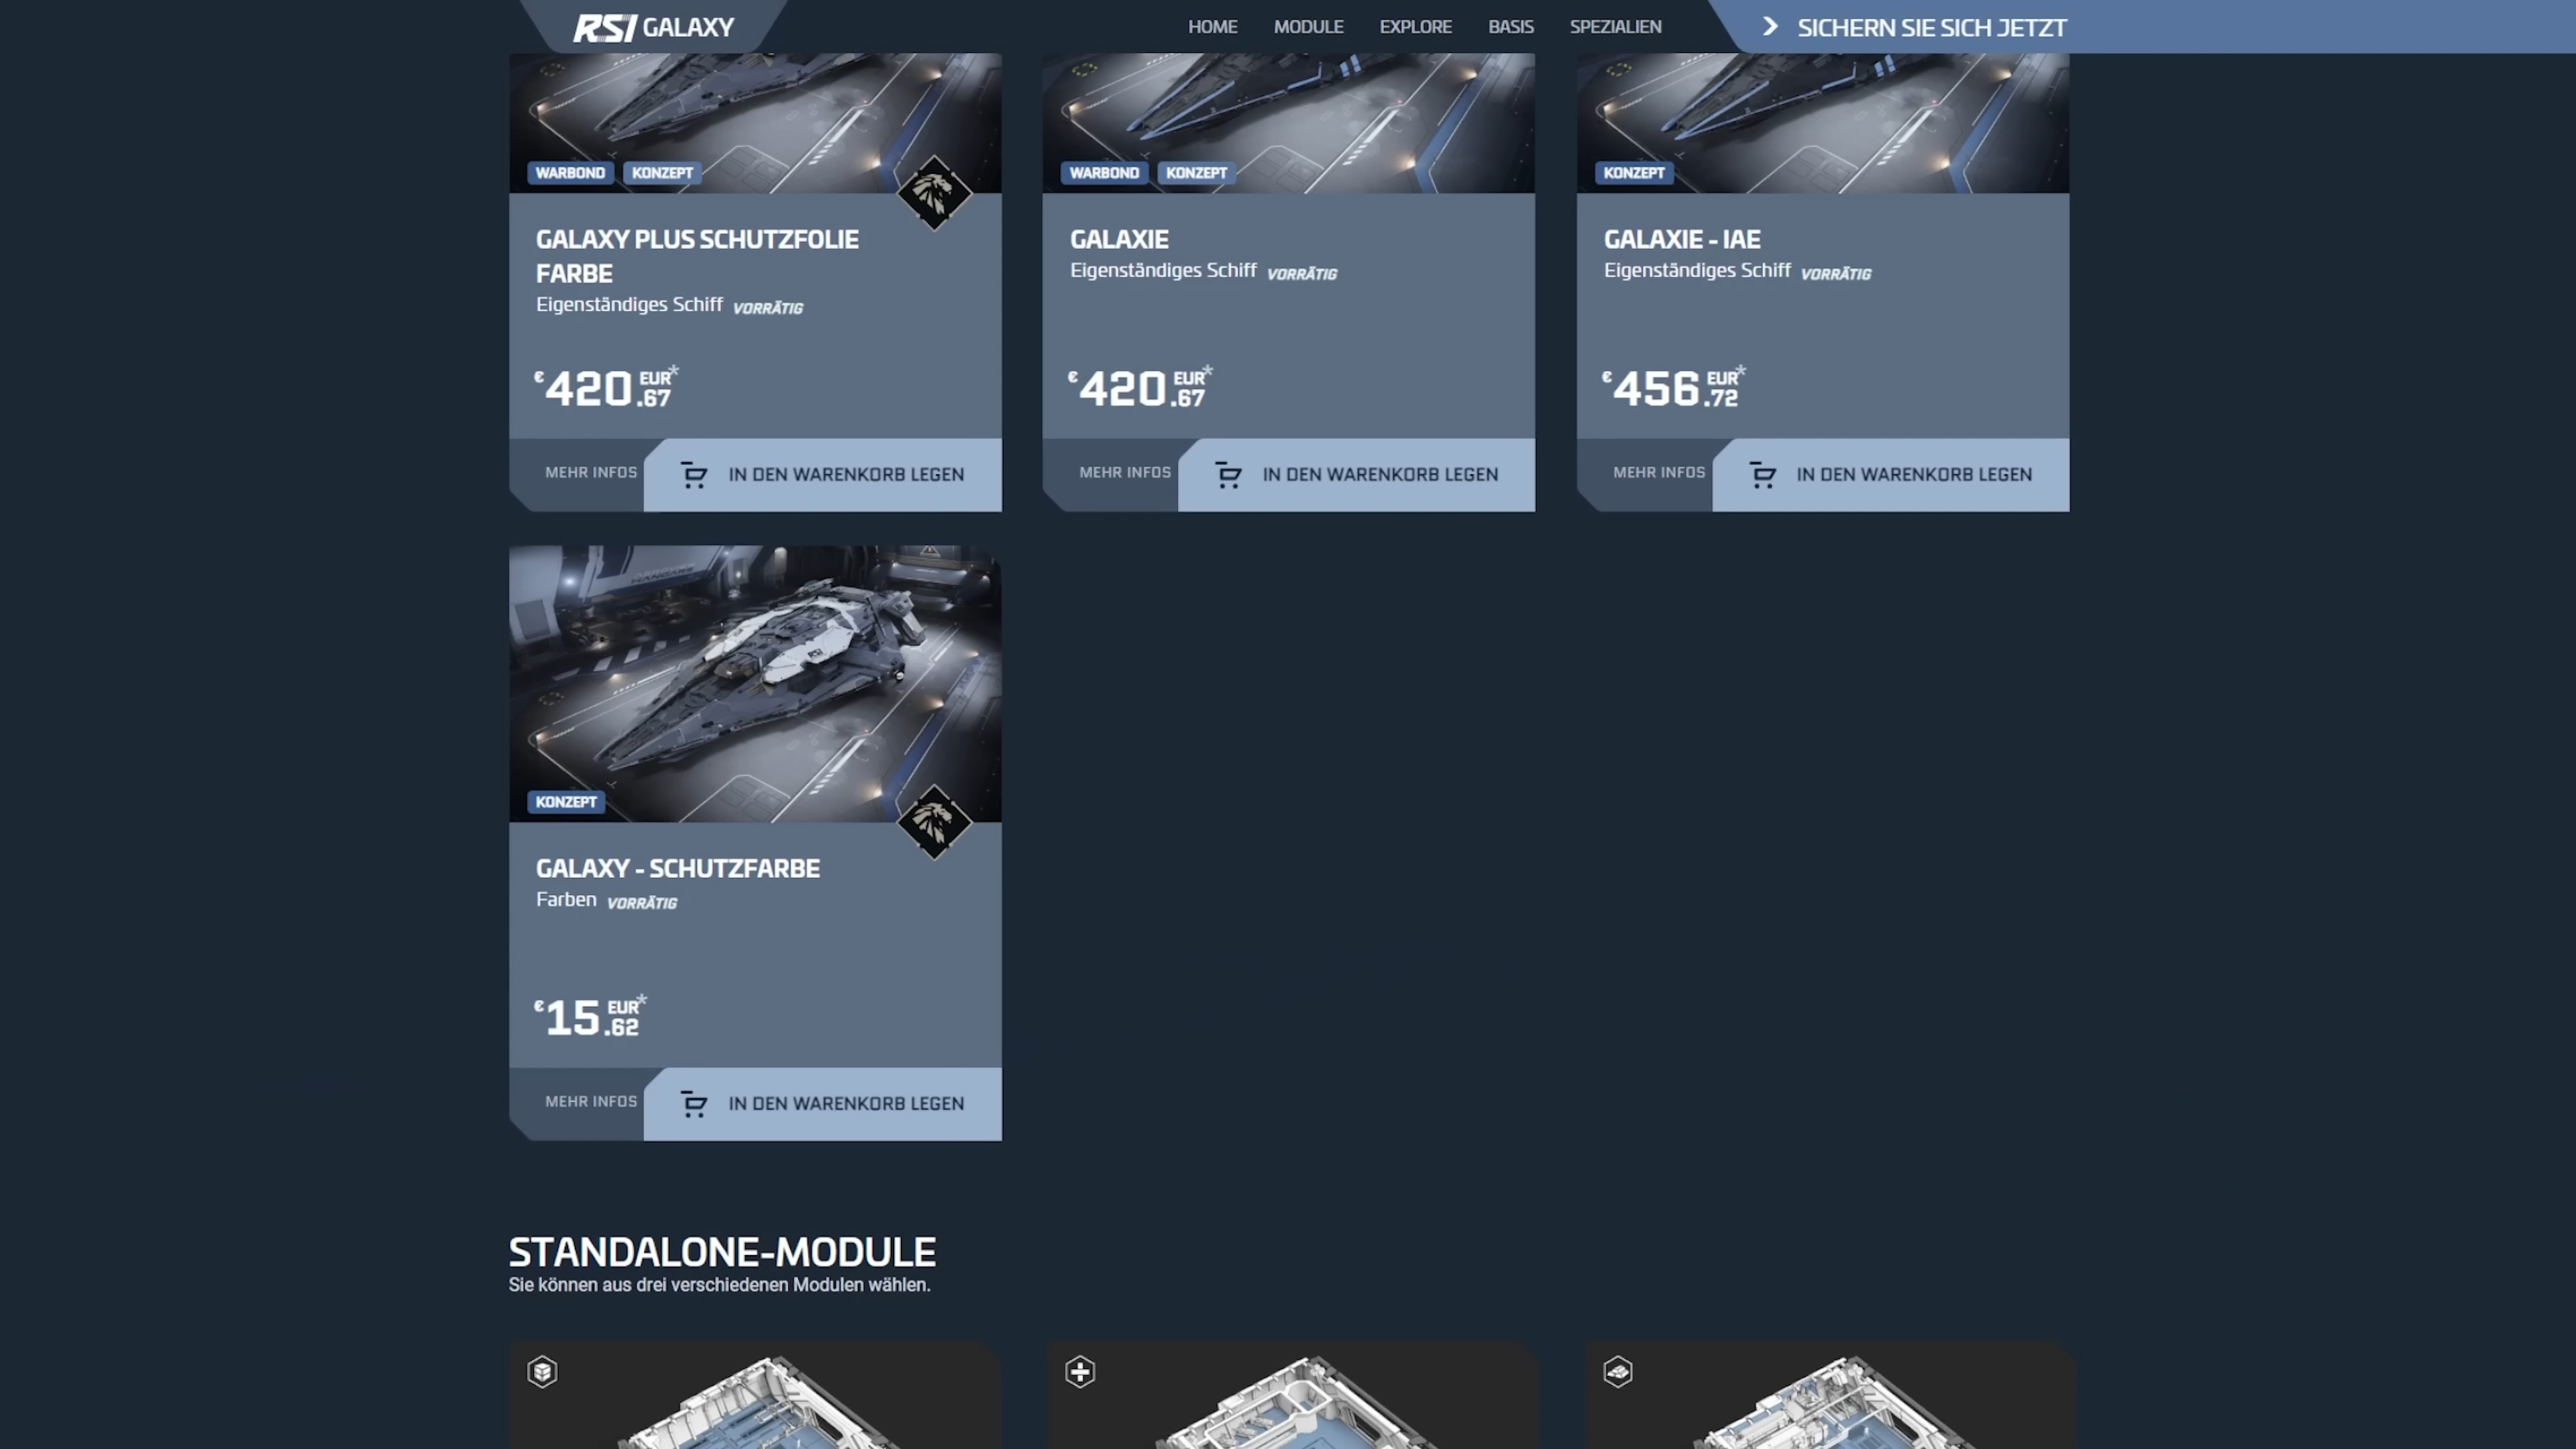 RSI GALAXY
HOME
MODULE
EXPLORE
BASIS
SPEZIALIEN
SICHERN SIE SICH JETZT
WARBOND
KONZEPT
WARBOND
KONZEPT
KONZEPT
GALAXY PLUS SCHUTZFOLIE
FARBE
Eigenständiges Schiff VORRÄTIG
€420.67 EUR*
MEHR INFOS
IN DEN WARENKORB LEGEN
GALAXIE
Eigenständiges Schiff VORRÄTIG
€420.67 EUR*
MEHR INFOS
IN DEN WARENKORB LEGEN
GALAXIE - IAE
Eigenständiges Schiff VORRÄTIG
€456.72 EUR*
MEHR INFOS
IN DEN WARENKORB LEGEN
RSI
KONZEPT
GALAXY - SCHUTZFARBE
Farben VORRÄTIG
€15.62 EUR*
MEHR INFOS
IN DEN WARENKORB LEGEN
STANDALONE-MODULE
Sie können aus drei verschiedenen Modulen wählen.